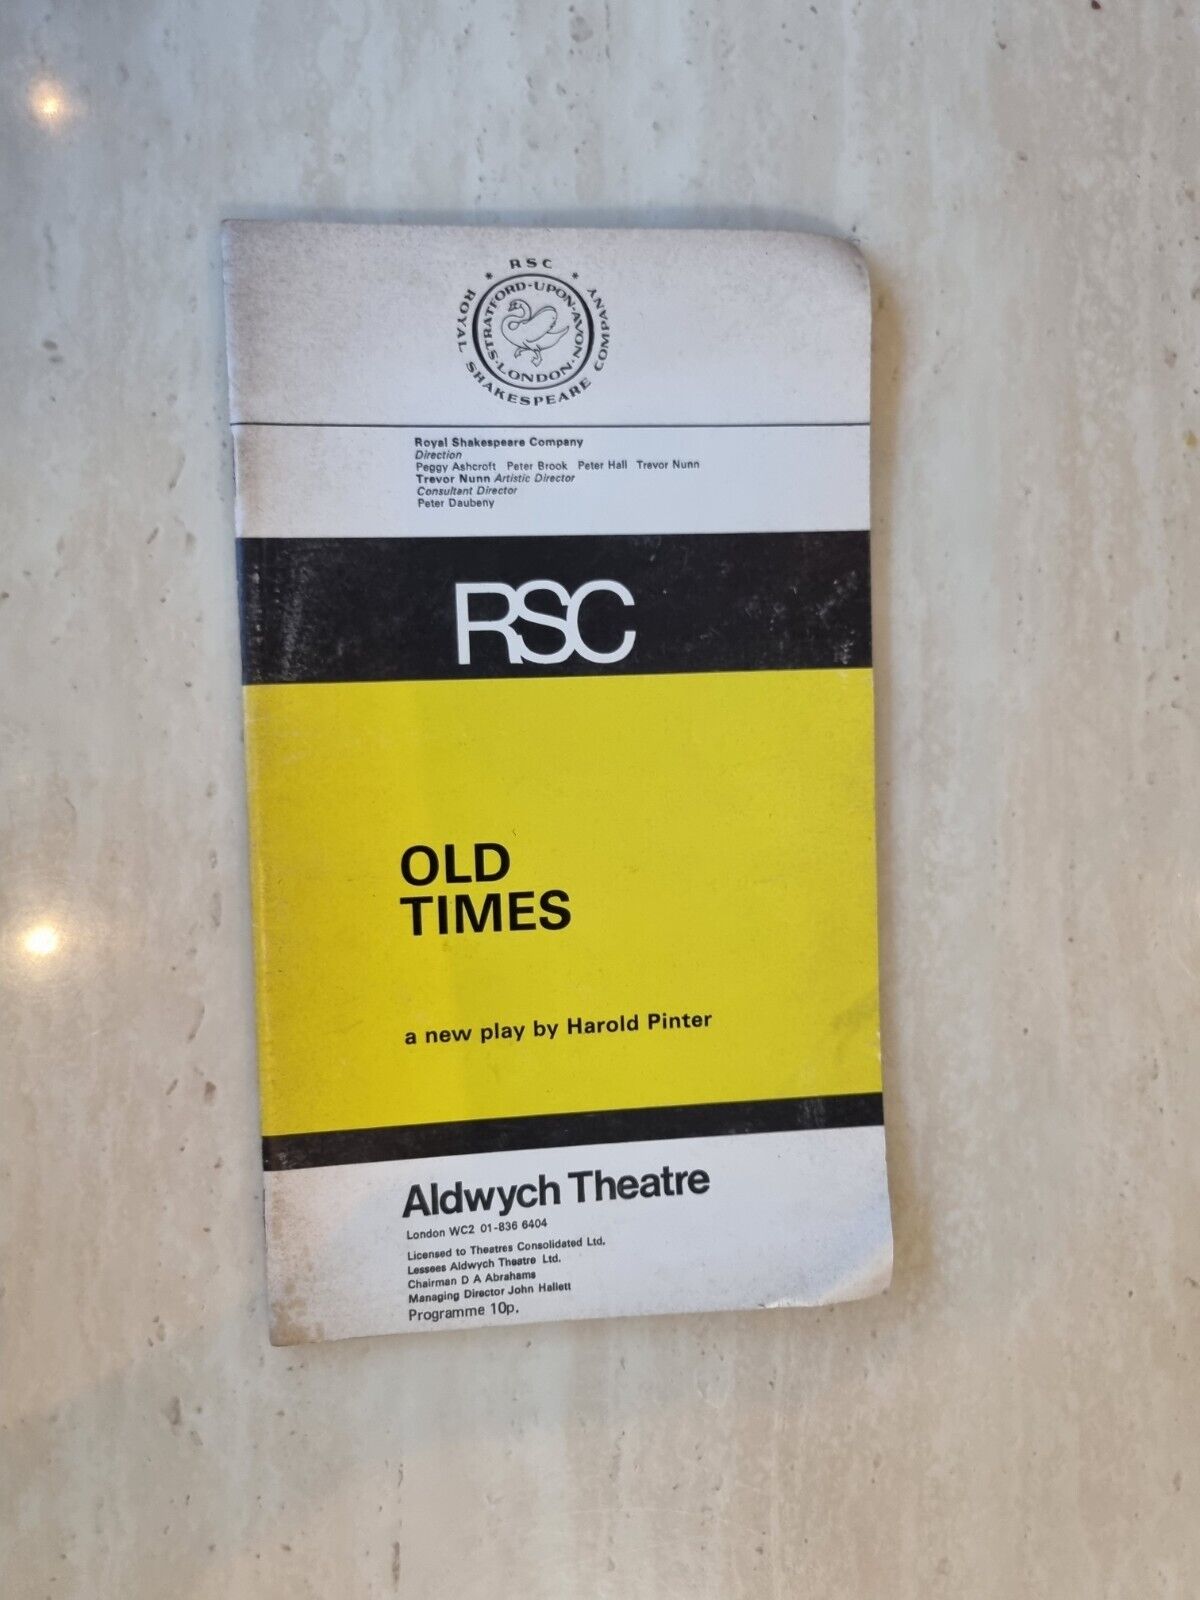 * RSC *
ROYAL SHAKESPEARE COMPANY
STRATFORD-UPON-AVON·
·LONDON·
Royal Shakespeare Company
Direction
Peggy Ashcroft Peter Brook Peter Hall Trevor Nunn
Trevor Nunn Artistic Director
Consultant Director
Peter Daubeny
RSC
OLD
TIMES
a new play by Harold Pinter
Aldwych Theatre
London WC2 01-836 6404
Licensed to Theatres Consolidated Ltd.
Lessees Aldwych Theatre Ltd.
Chairman D A Abrahams
Managing Director John Hallett
Programme 10p.